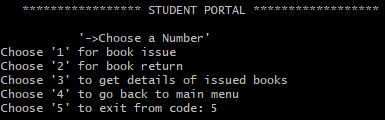 ***************** STUDENT PORTAL *****************
'->Choose a Number'
Choose '1' for book issue
Choose '2' for book return
Choose '3' to get details of issued books
Choose '4' to go back to main menu
Choose '5' to exit from code: 5